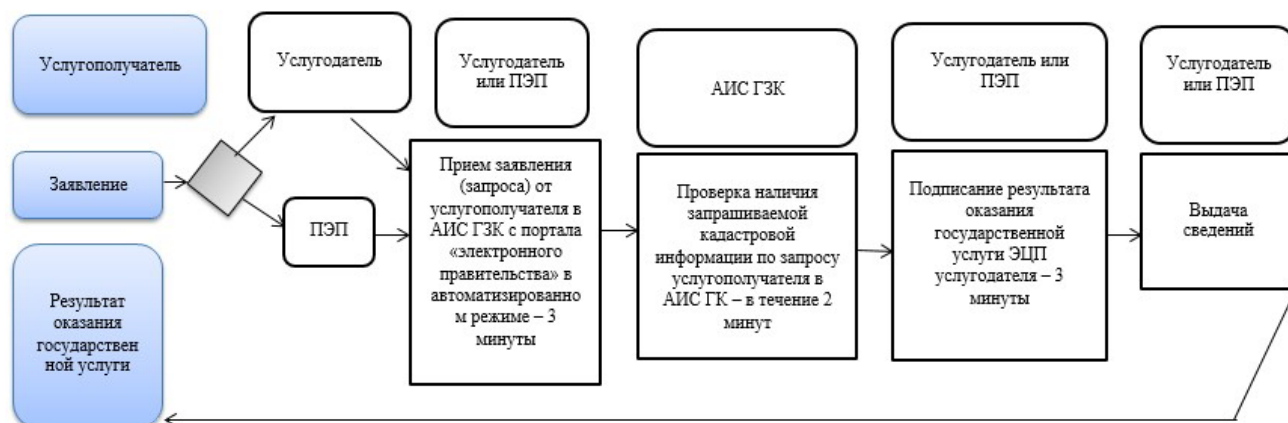 Услугополучатель
Услугодатель
Услугодатель
или ПЭП
АИС ГЗК
Услугодатель или
ПЭП
Услугодатель
или ПЭП
Заявление
ПЭП
Прием заявления
(запроса) от
услугополучателя в
АИС ГЗК с портала
«электронного
правительства» в
автоматизированно
м режиме – 3
минуты
Проверка наличия
запрашиваемой
кадастровой
информации по запросу
услугополучателя в
АИС ГК – в течение 2
минут
Подписание результата
оказания
государственной
услуги ЭЦП
услугодателя – 3
минуты
Выдача
сведений
Результат
оказания
государствен
ной услуги